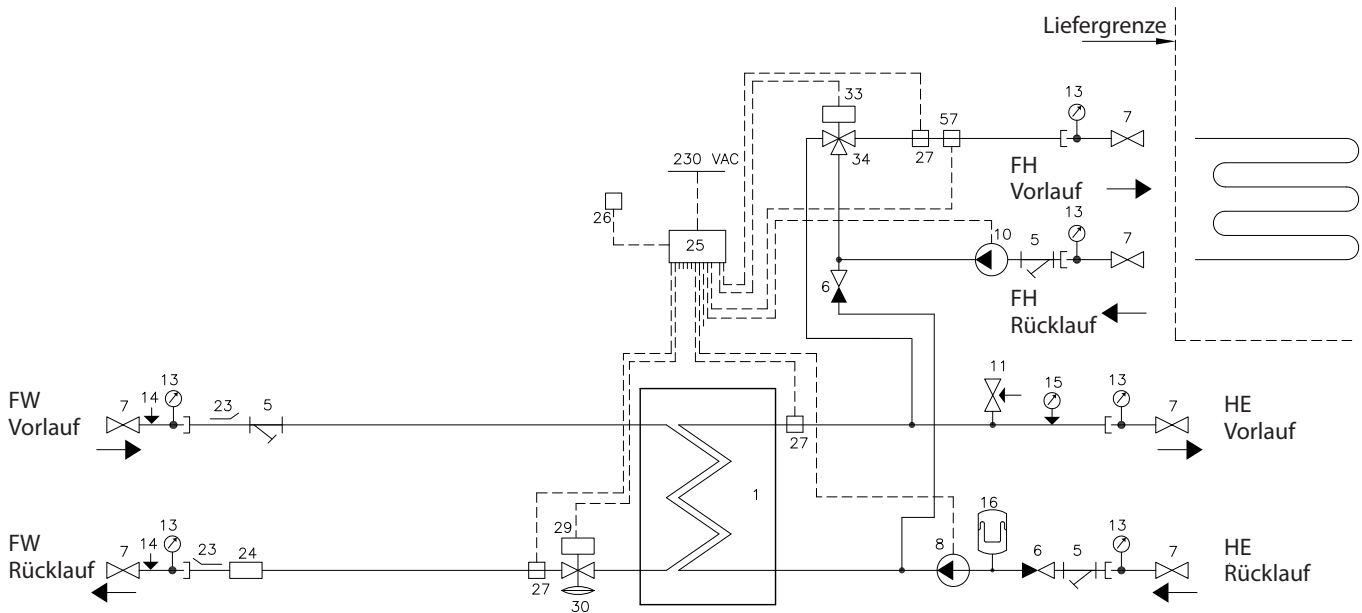 Liefergrenze
33
13
7
57
34
27
230 VAC
FH
Vorlauf
26
13
25
10
5
7
6
FH
Rücklauf
11
15
13
7
HE
Vorlauf
FW
Vorlauf
7
14
13
23
5
27
1
16
13
FW
Rücklauf
7
14
13
23
24
29
27
30
8
6
5
7
HE
Rücklauf